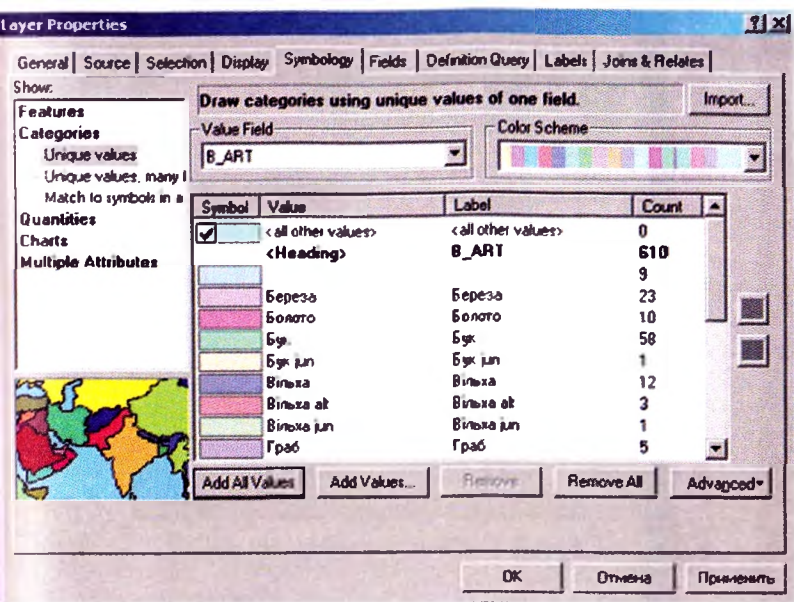 Layer Properties
General Source Selection Display Symbology Fields Definition Query Labels Joins & Relates
Show:
Features
Categories
Unique values
Unique values, many f
Match to symbols in a
Quantities
Charts
Multiple Attributes
Draw categories using unique values of one field.
Import...
Value Field
B_ART
Color Scheme
Symbol Value Label Count
<all other values> <all other values> 0
<Heading> B_ART 610
9
Береза Береза 23
Болото Болото 10
Бук Бук 58
Бук jun Бук jun 1
Вільха Вільха 12
Вільха alt Вільха alt 3
Вільха jun Вільха jun 1
Граб Граб 5
Add All Values Add Values... Remove Remove All Advanced
OK Отмена Применить